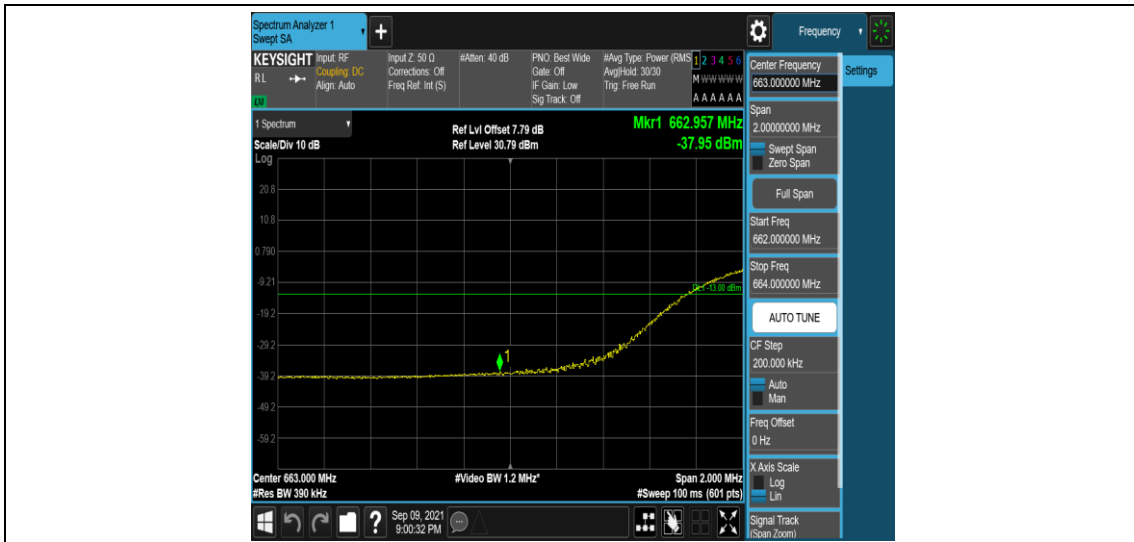 Spectrum Analyzer 1
Swept SA
Frequency
KEYSIGHT
RL
LXI
Input: RF
Coupling: DC
Align: Auto
Input Z: 50 Ω
Corrections: Off
Freq Ref: Int (S)
#Atten: 40 dB
PNO: Best Wide
Gate: Off
IF Gain: Low
Sig Track: Off
#Avg Type: Power (RMS
Avg|Hold: 30/30
Trig: Free Run
1 2 3 4 5 6
M W W W W W
A A A A A A
1 Spectrum
Scale/Div 10 dB
Log
Ref Lvl Offset 7.79 dB
Ref Level 30.79 dBm
Mkr1 662.957 MHz
-37.95 dBm
20.8
10.8
0.790
-9.21
-19.2
-29.2
-39.2
-49.2
-59.2
DL1 -13.00 dBm
1
Center 663.000 MHz
#Res BW 390 kHz
#Video BW 1.2 MHz*
Span 2.000 MHz
#Sweep 100 ms (601 pts)
Sep 09, 2021
9:00:32 PM
Center Frequency
663.000000 MHz
Settings
Span
2.00000000 MHz
Swept Span
Zero Span
Full Span
Start Freq
662.000000 MHz
Stop Freq
664.000000 MHz
AUTO TUNE
CF Step
200.000 kHz
Auto
Man
Freq Offset
0 Hz
X Axis Scale
Log
Lin
Signal Track
(Span Zoom)